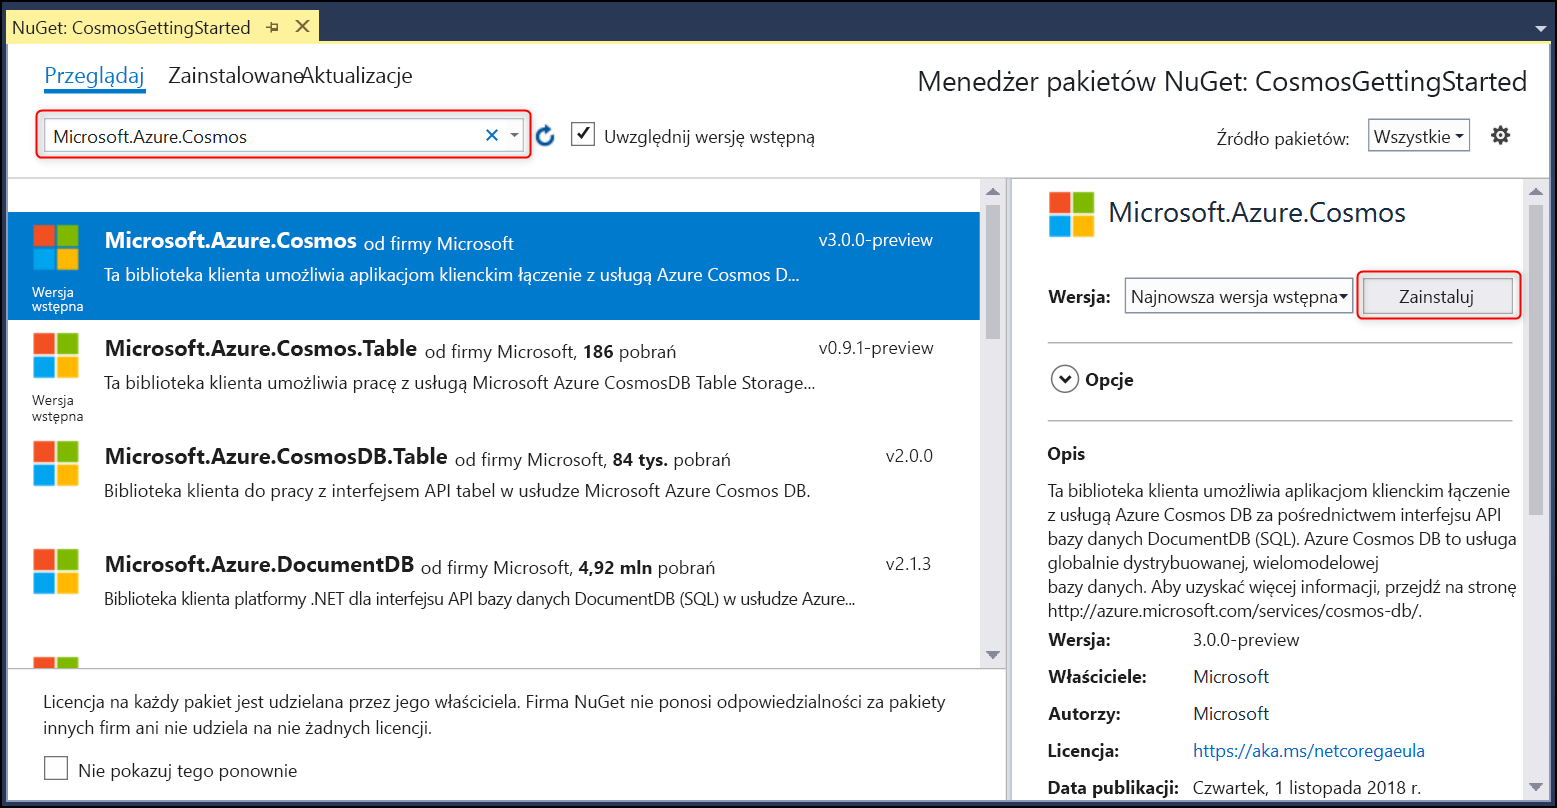 NuGet: CosmosGettingStarted
Przeglądaj Zainstalowane Aktualizacje
Menedżer pakietów NuGet: CosmosGettingStarted
Microsoft.Azure.Cosmos
Uwzględnij wersję wstępną
Źródło pakietów: Wszystkie
Microsoft.Azure.Cosmos od firmy Microsoft v3.0.0-preview
Ta biblioteka klienta umożliwia aplikacjom klienckim łączenie z usługą Azure Cosmos D...
Wersja
wstępna
Microsoft.Azure.Cosmos.Table od firmy Microsoft, 186 pobrań v0.9.1-preview
Ta biblioteka klienta umożliwia pracę z usługą Microsoft Azure CosmosDB Table Storage...
Wersja
wstępna
Microsoft.Azure.CosmosDB.Table od firmy Microsoft, 84 tys. pobrań v2.0.0
Biblioteka klienta do pracy z interfejsem API tabel w usłudze Microsoft Azure Cosmos DB.
Microsoft.Azure.DocumentDB od firmy Microsoft, 4,92 mln pobrań v2.1.3
Biblioteka klienta platformy .NET dla interfejsu API bazy danych DocumentDB (SQL) w usłudze Azure...
Licencja na każdy pakiet jest udzielana przez jego właściciela. Firma NuGet nie ponosi odpowiedzialności za pakiety
innych firm ani nie udziela na nie żadnych licencji.
Nie pokazuj tego ponownie
Microsoft.Azure.Cosmos
Wersja: Najnowsza wersja wstępna Zainstaluj
Opcje
Opis
Ta biblioteka klienta umożliwia aplikacjom klienckim łączenie
z usługą Azure Cosmos DB za pośrednictwem interfejsu API
bazy danych DocumentDB (SQL). Azure Cosmos DB to usługa
globalnie dystrybuowanej, wielomodelowej
bazy danych. Aby uzyskać więcej informacji, przejdź na stronę
http://azure.microsoft.com/services/cosmos-db/.
Wersja: 3.0.0-preview
Właściciele: Microsoft
Autorzy: Microsoft
Licencja: https://aka.ms/netcoregaeula
Data publikacji: Czwartek, 1 listopada 2018 r.